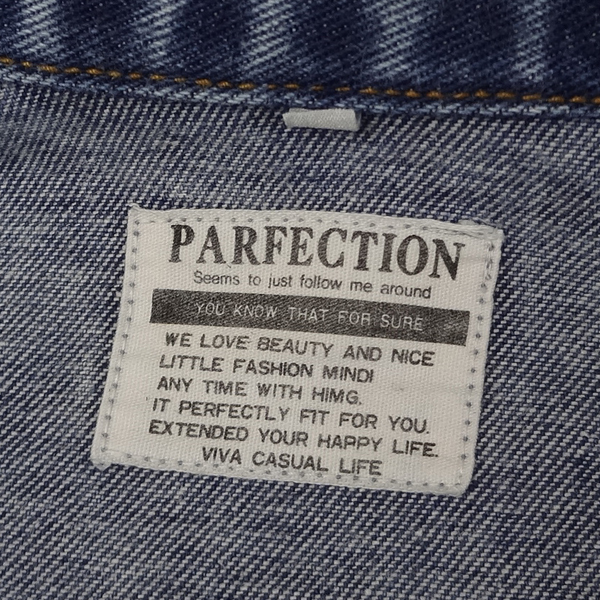 PARFECTION
Seems to just follow me around
YOU KNOW THAT FOR SURE
WE LOVE BEAUTY AND NICE
LITTLE FASHION MINDI
ANY TIME WITH HIMG.
IT PERFECTLY FIT FOR YOU.
EXTENDED YOUR HAPPY LIFE.
VIVA CASUAL LIFE